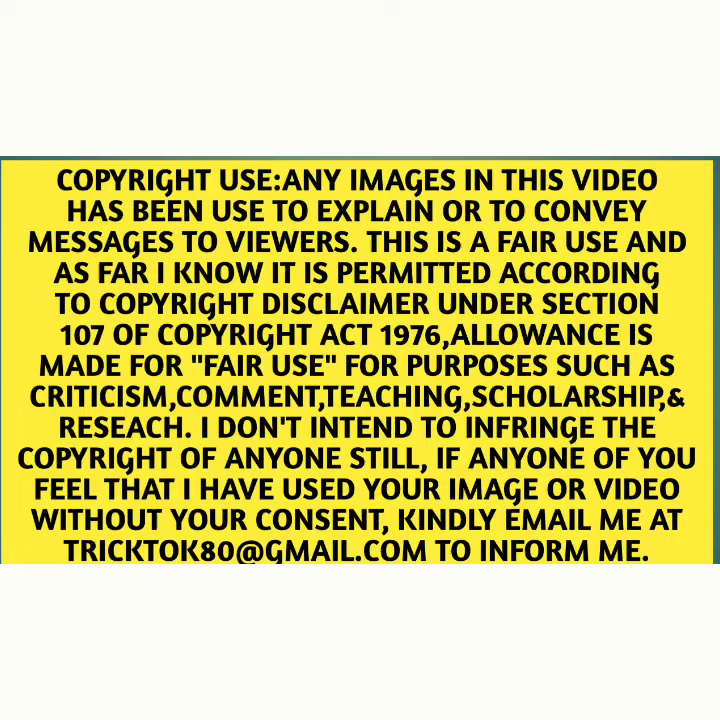 COPYRIGHT USE:ANY IMAGES IN THIS VIDEO
HAS BEEN USE TO EXPLAIN OR TO CONVEY
MESSAGES TO VIEWERS. THIS IS A FAIR USE AND
AS FAR I KNOW IT IS PERMITTED ACCORDING
TO COPYRIGHT DISCLAIMER UNDER SECTION
107 OF COPYRIGHT ACT 1976,ALLOWANCE IS
MADE FOR "FAIR USE" FOR PURPOSES SUCH AS
CRITICISM,COMMENT,TEACHING,SCHOLARSHIP,&
RESEACH. I DON'T INTEND TO INFRINGE THE
COPYRIGHT OF ANYONE STILL, IF ANYONE OF YOU
FEEL THAT I HAVE USED YOUR IMAGE OR VIDEO
WITHOUT YOUR CONSENT, KINDLY EMAIL ME AT
TRICKTOK80@GMAIL.COM TO INFORM ME.